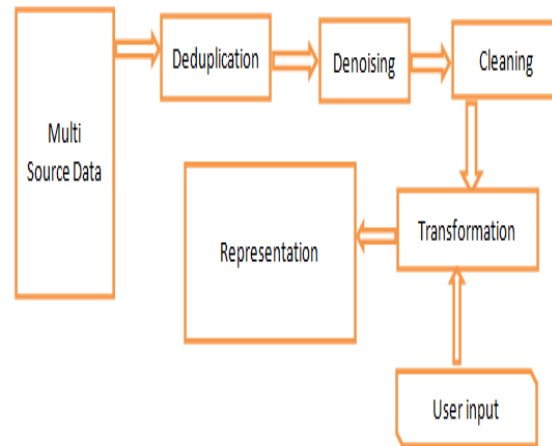 Multi
Source Data
Deduplication
Denoising
Cleaning
Transformation
Representation
User input